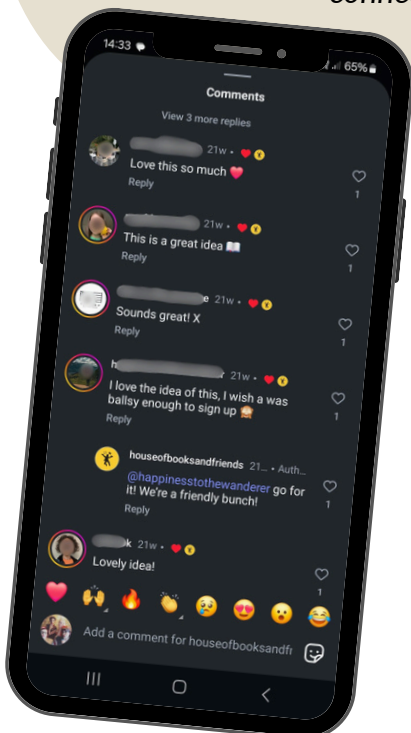 14:33
65%
Comments
View 3 more replies
21w •
Love this so much
Reply
1
21w •
This is a great idea
Reply
1
e 21w •
Sounds great! X
Reply
1
h 21w •
I love the idea of this, I wish a was
ballsy enough to sign up
Reply
1
houseofbooksandfriends 21... • Auth...
@happinesstothewanderer go for
it! We're a friendly bunch!
Reply
1
k 21w •
Lovely idea!
1
Add a comment for houseofbooksandfr